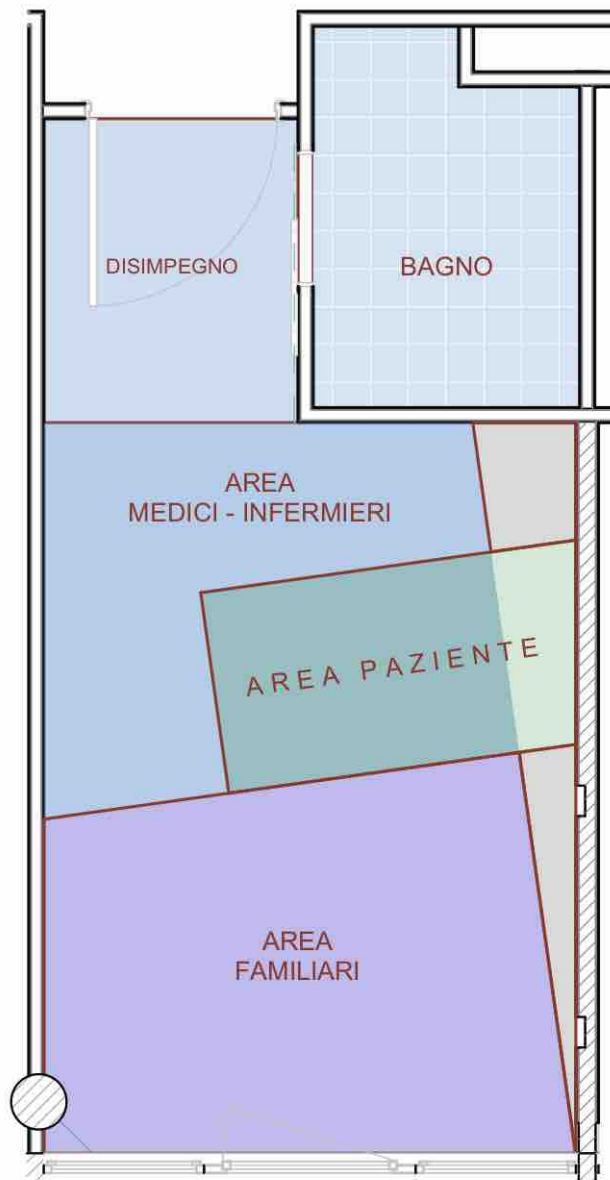 DISIMPEGNO
BAGNO
AREA
MEDICI - INFERMIERI
AREA PAZIENTE
AREA
FAMILIARI